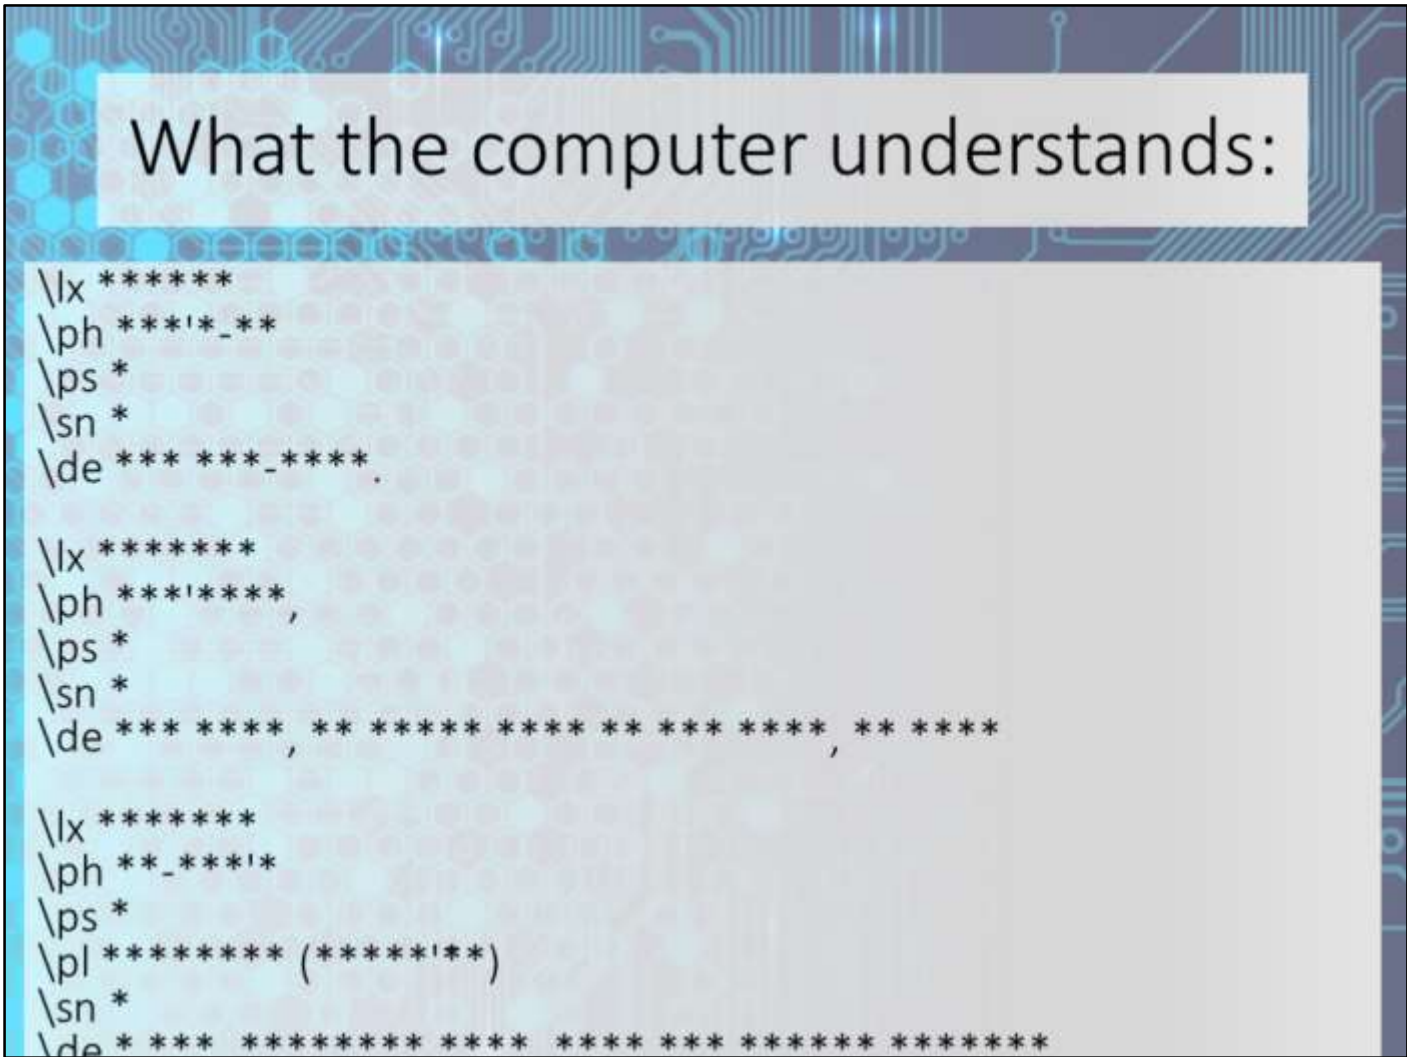 What the computer understands:
\lx ******
\ph ***'*-**
\ps *
\sn *
\de *** ***-****.
\lx *******
\ph ***'****,
\ps *
\sn *
\de *** ****, ** ***** **** ** *** ****, ** ****
\lx *******
\ph **-***'*
\ps *
\pl ******** (*****'**)
\sn *
\de * *** ******** **** **** *** ****** *******